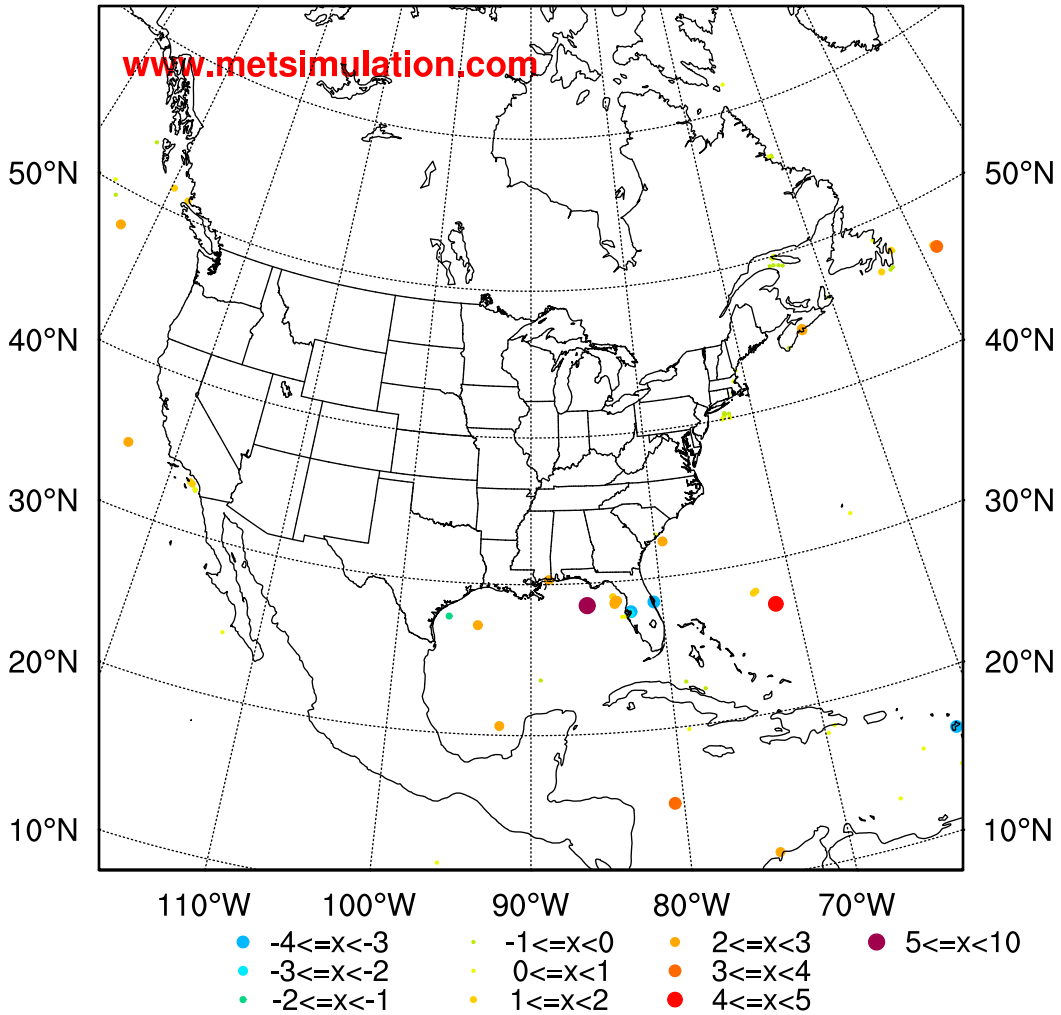 www.metsimulation.com
50°N 50°N
40°N 40°N
30°N 30°N
20°N 20°N
10°N 10°N
110°W 100°W 90°W 80°W 70°W
-4<=x<-3 -1<=x<0 2<=x<3 5<=x<10
-3<=x<-2 0<=x<1 3<=x<4
-2<=x<-1 1<=x<2 4<=x<5